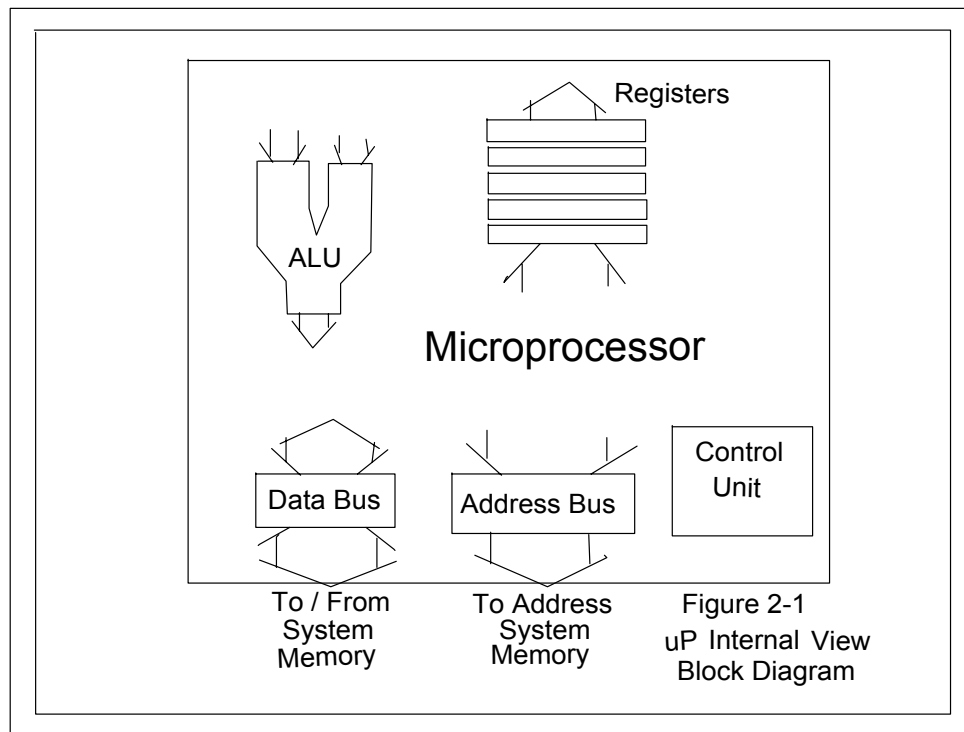 Registers
ALU
Microprocessor
Data Bus
Address Bus
Control
Unit
To / From
System
Memory
To Address
System
Memory
Figure 2-1
uP Internal View
Block Diagram